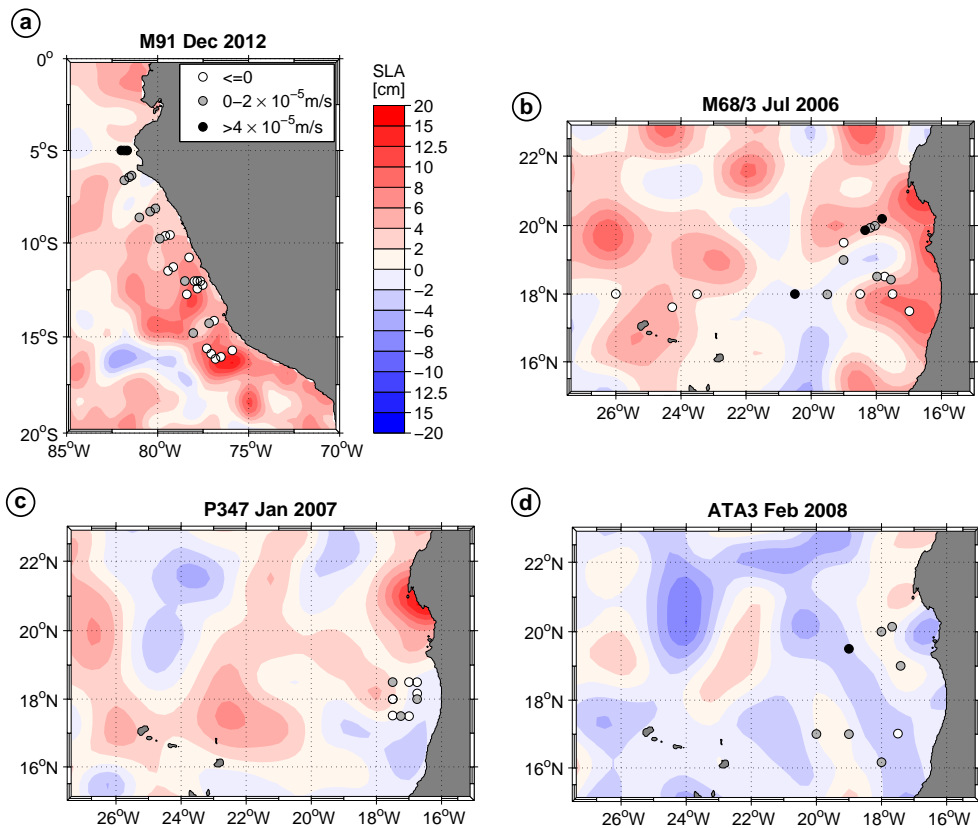 a
M91 Dec 2012
0°
5°S
10°S
15°S
20°S
85°W 80°W 75°W 70°W
<=0
0–2 × 10⁻⁵m/s
>4 × 10⁻⁵m/s
SLA
[cm]
20
15
12.5
10
8
6
4
2
0
−2
−4
−6
−8
−10
12.5
15
−20
b
M68/3 Jul 2006
22°N
20°N
18°N
16°N
26°W 24°W 22°W 20°W 18°W 16°W
c
P347 Jan 2007
22°N
20°N
18°N
16°N
26°W 24°W 22°W 20°W 18°W 16°W
d
ATA3 Feb 2008
22°N
20°N
18°N
16°N
26°W 24°W 22°W 20°W 18°W 16°W